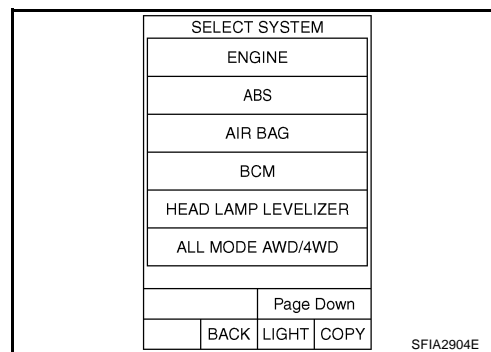 SELECT SYSTEM
ENGINE
ABS
AIR BAG
BCM
HEAD LAMP LEVELIZER
ALL MODE AWD/4WD
Page Down
BACK LIGHT COPY
SFIA2904E